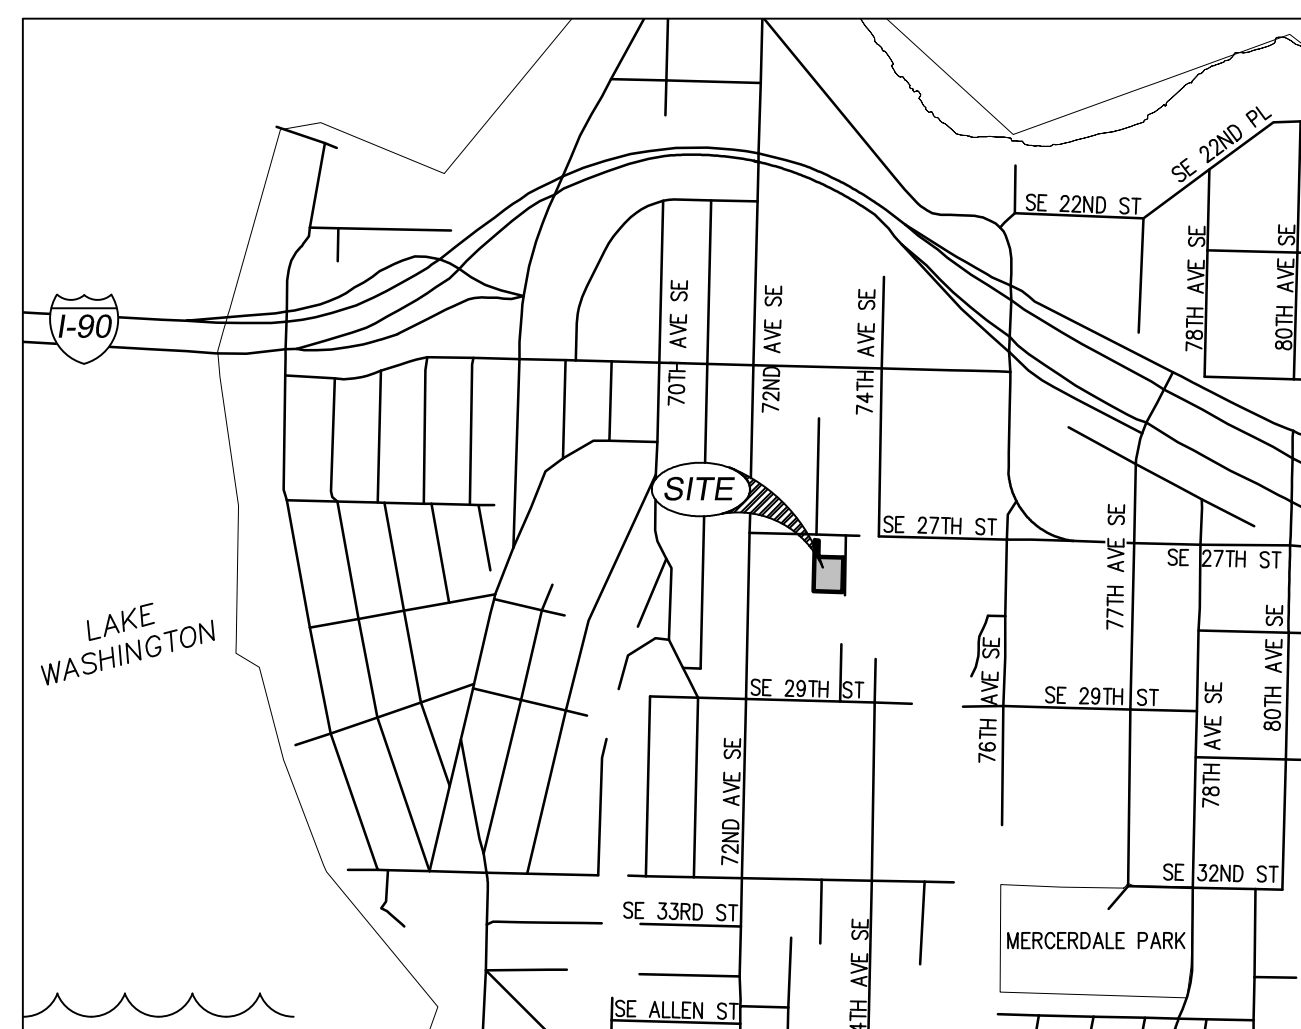 SE 22ND PL
SE 22ND ST
78TH AVE SE
80TH AVE SE
I-90
70TH AVE SE
72ND AVE SE
74TH AVE SE
SITE
SE 27TH ST
77TH AVE SE
SE 27TH ST
LAKE
WASHINGTON
76TH AVE SE
80TH AVE SE
SE 29TH ST
SE 29TH ST
78TH AVE SE
72ND AVE SE
SE 32ND ST
SE 33RD ST
4TH AVE SE
MERCERDALE PARK
SE ALLEN ST